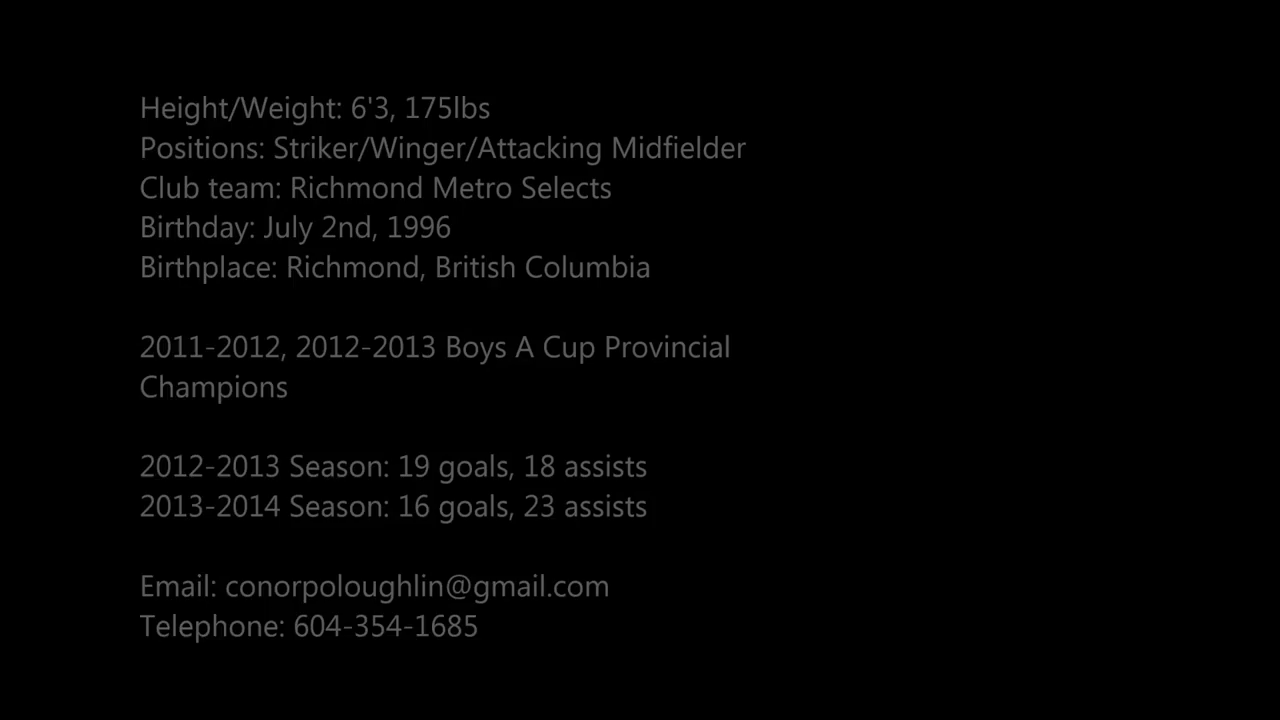 Height/Weight: 6'3, 175lbs
Positions: Striker/Winger/Attacking Midfielder
Club team: Richmond Metro Selects
Birthday: July 2nd, 1996
Birthplace: Richmond, British Columbia
2011-2012, 2012-2013 Boys A Cup Provincial
Champions
2012-2013 Season: 19 goals, 18 assists
2013-2014 Season: 16 goals, 23 assists
Email: conorpoloughlin@gmail.com
Telephone: 604-354-1685